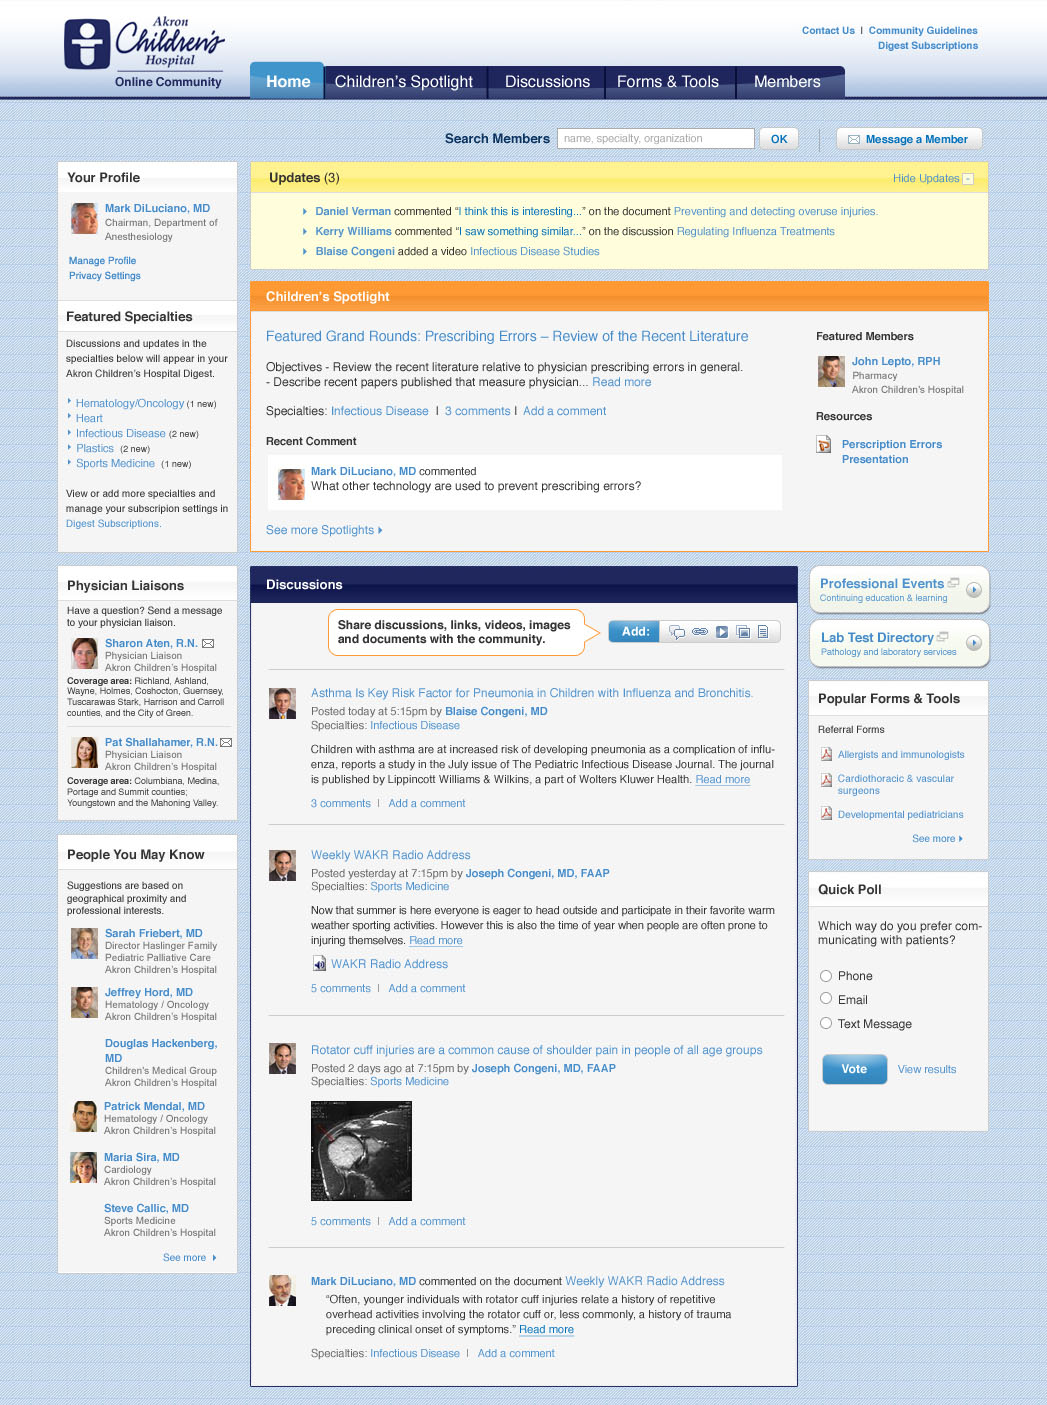 Akron
Children's
Hospital
Online Community
Contact Us | Community Guidelines
Digest Subscriptions
Home
Children's Spotlight
Discussions
Forms & Tools
Members
Search Members
name, specialty, organization
OK
Message a Member
Your Profile
Mark DiLuciano, MD
Chairman, Department of
Anesthesiology
Manage Profile
Privacy Settings
Featured Specialties
Discussions and updates in the
specialties below will appear in your
Akron Children's Hospital Digest.
Hematology/Oncology (1 new)
Heart
Infectious Disease (2 new)
Plastics (2 new)
Sports Medicine (1 new)
View or add more specialties and
manage your subscripion settings in
Digest Subscriptions.
Updates (3)
Hide Updates
Daniel Verman commented “I think this is interesting...” on the document Preventing and detecting overuse injuries.
Kerry Williams commented “I saw something similar...” on the discussion Regulating Influenza Treatments
Blaise Congeni added a video Infectious Disease Studies
Children's Spotlight
Featured Grand Rounds: Prescribing Errors – Review of the Recent Literature
Objectives - Review the recent literature relative to physician prescribing errors in general.
- Describe recent papers published that measure physician... Read more
Specialties: Infectious Disease | 3 comments | Add a comment
Recent Comment
Mark DiLuciano, MD commented
What other technology are used to prevent prescribing errors?
See more Spotlights
Featured Members
John Lepto, RPH
Pharmacy
Akron Children's Hospital
Resources
Perscription Errors
Presentation
Physician Liaisons
Have a question? Send a message
to your physician liaison.
Sharon Aten, R.N.
Physician Liaison
Akron Children's Hospital
Coverage area: Richland, Ashland,
Wayne, Holmes, Coshocton, Guernsey,
Tuscarawas Stark, Harrison and Carroll
counties, and the City of Green.
Pat Shallahamer, R.N.
Physician Liaison
Akron Children's Hospital
Coverage area: Columbiana, Medina,
Portage and Summit counties;
Youngstown and the Mahoning Valley.
People You May Know
Suggestions are based on
geographical proximity and
professional interests.
Sarah Friebert, MD
Director Haslinger Family
Pediatric Palliative Care
Akron Children's Hospital
Jeffrey Hord, MD
Hematology / Oncology
Akron Children's Hospital
Douglas Hackenberg,
MD
Children's Medical Group
Akron Children's Hospital
Patrick Mendal, MD
Hematology / Oncology
Akron Children's Hospital
Maria Sira, MD
Cardiology
Akron Children's Hospital
Steve Callic, MD
Sports Medicine
Akron Children's Hospital
See more
Discussions
Share discussions, links, videos, images
and documents with the community.
Add:
Asthma Is Key Risk Factor for Pneumonia in Children with Influenza and Bronchitis.
Posted today at 5:15pm by Blaise Congeni, MD
Specialties: Infectious Disease
Children with asthma are at increased risk of developing pneumonia as a complication of influ-
enza, reports a study in the July issue of The Pediatric Infectious Disease Journal. The journal
is published by Lippincott Williams & Wilkins, a part of Wolters Kluwer Health. Read more
3 comments | Add a comment
Weekly WAKR Radio Address
Posted yesterday at 7:15pm by Joseph Congeni, MD, FAAP
Specialties: Sports Medicine
Now that summer is here everyone is eager to head outside and participate in their favorite warm
weather sporting activities. However this is also the time of year when people are often prone to
injuring themselves. Read more
WAKR Radio Address
5 comments | Add a comment
Rotator cuff injuries are a common cause of shoulder pain in people of all age groups
Posted 2 days ago at 7:15pm by Joseph Congeni, MD, FAAP
Specialties: Sports Medicine
5 comments | Add a comment
Mark DiLuciano, MD commented on the document Weekly WAKR Radio Address
“Often, younger individuals with rotator cuff injuries relate a history of repetitive
overhead activities involving the rotator cuff or, less commonly, a history of trauma
preceding clinical onset of symptoms.” Read more
Specialties: Infectious Disease | Add a comment
Professional Events
Continuing education & learning
Lab Test Directory
Pathology and laboratory services
Popular Forms & Tools
Referral Forms
Allergists and immunologists
Cardiothoracic & vascular
surgeons
Developmental pediatricians
See more
Quick Poll
Which way do you prefer com-
municating with patients?
Phone
Email
Text Message
Vote
View results